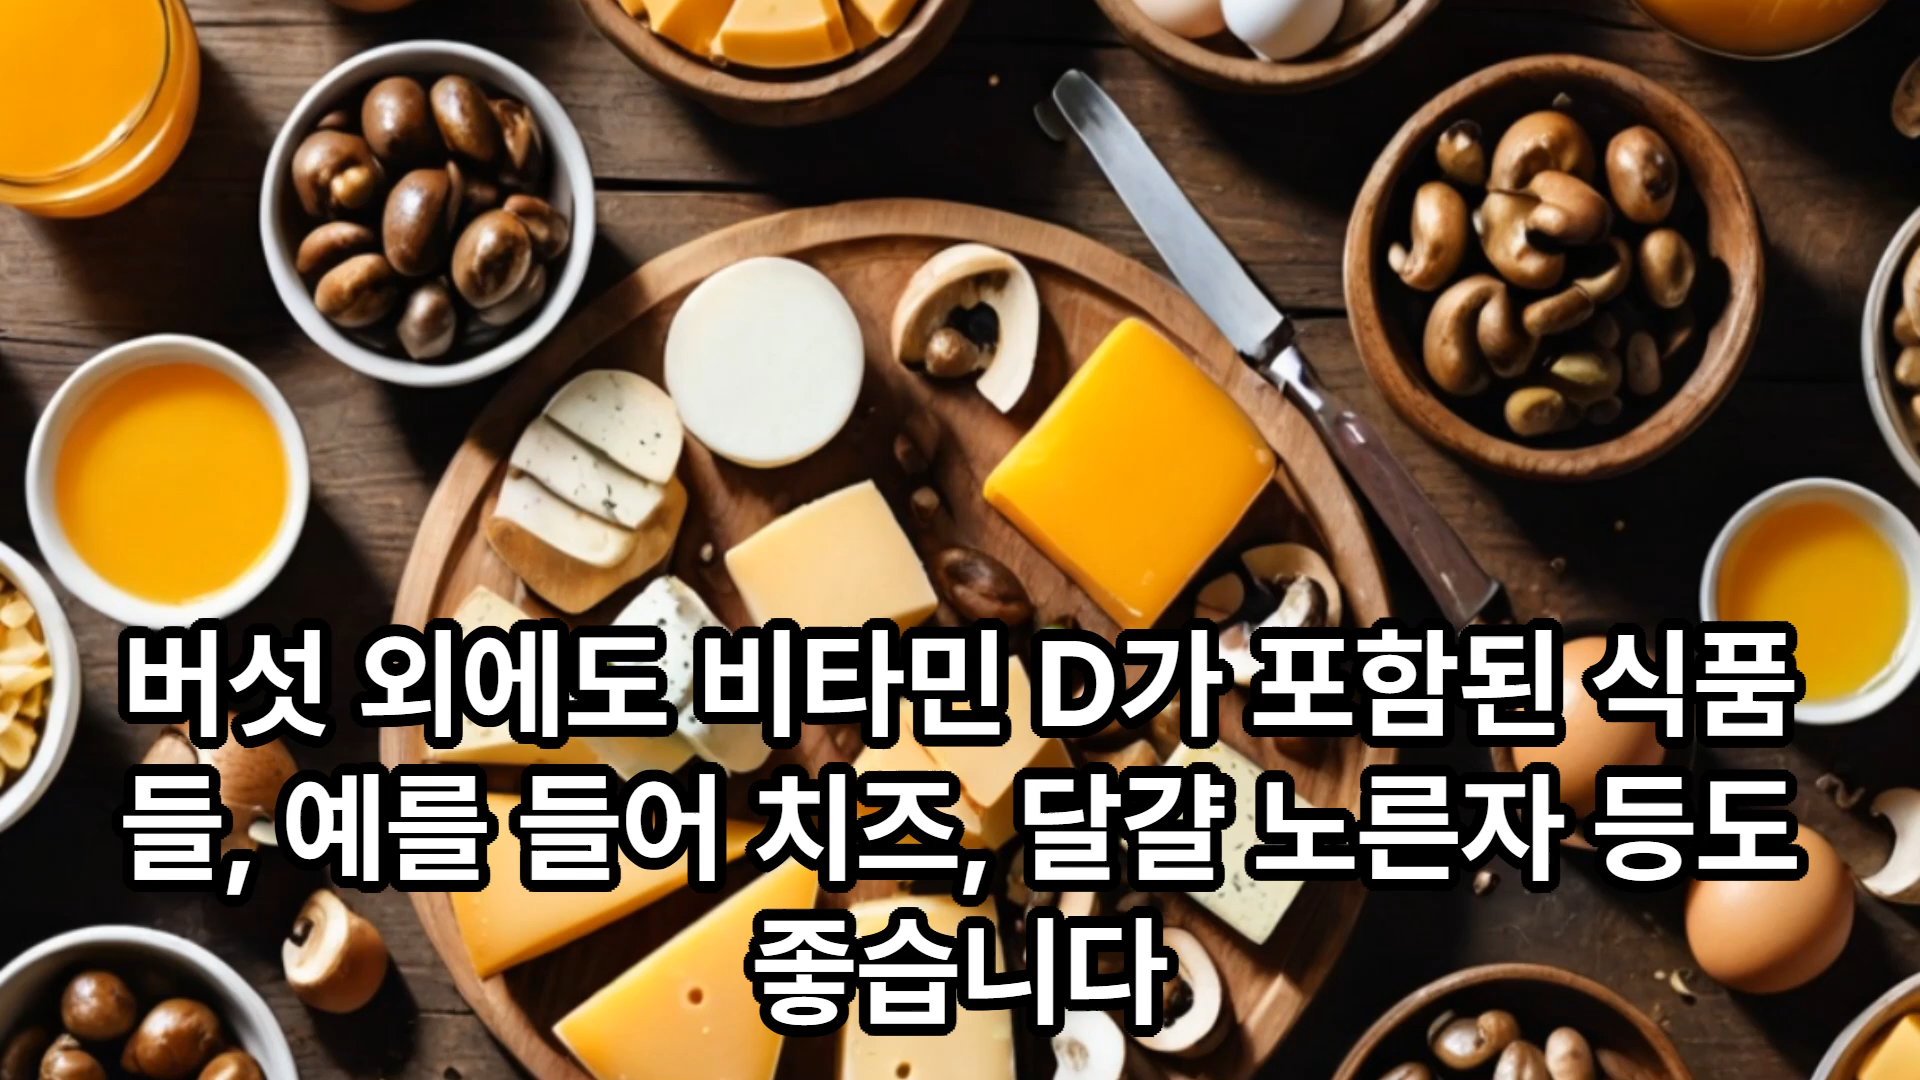 버섯 외에도 비타민 D가 포함된 식품
들, 예를 들어 치즈, 달걀 노른자 등도
좋습니다